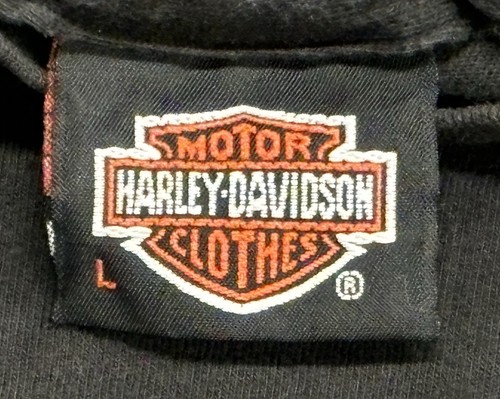 MOTOR
HARLEY-DAVIDSON
CLOTHES
L
®